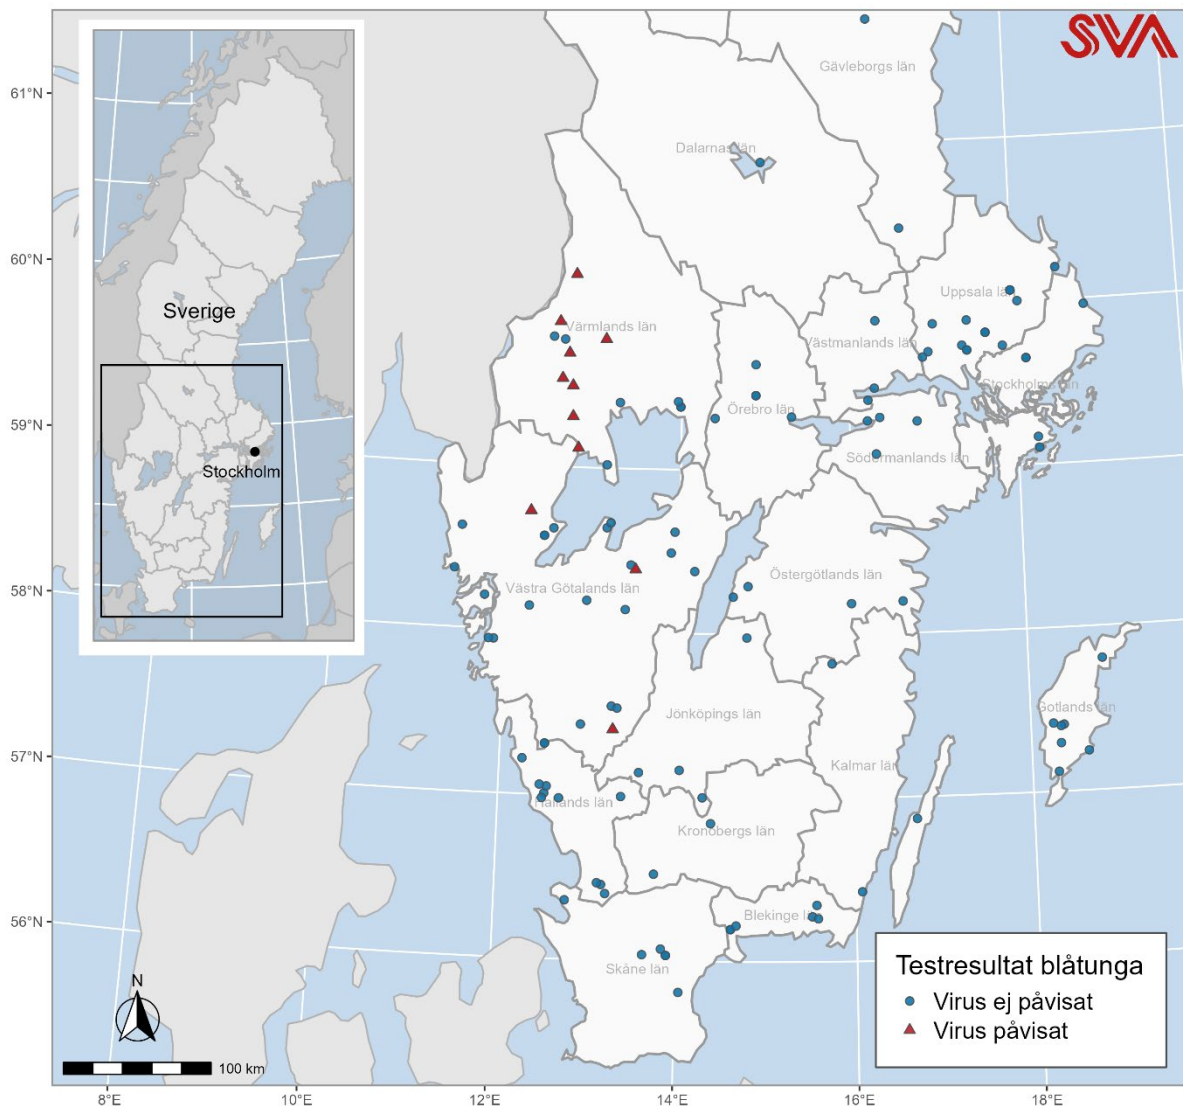 SVA
61°N
60°N
59°N
58°N
57°N
56°N
8°E
10°E
12°E
14°E
16°E
18°E
Sverige
Stockholm
Gävleborgs län
Dalarnas län
Uppsala län
Värmlands län
Västmanlands län
Stockholms län
Örebro län
Södermanlands län
Östergötlands län
Västra Götalands län
Jönköpings län
Gotlands län
Kalmar län
Hallands län
Kronobergs län
Blekinge län
Skåne län
N
100 km
Testresultat blåtunga
Virus ej påvisat
Virus påvisat